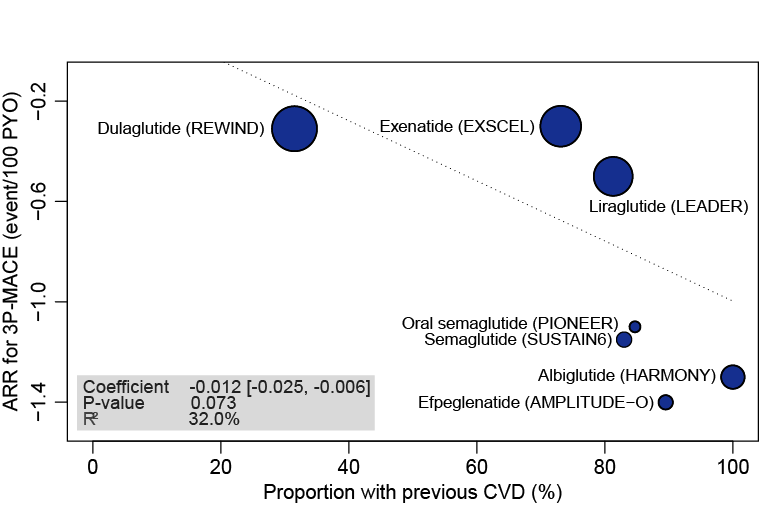 ARR for 3P-MACE (event/100 PYO)
−0.2
−0.6
−1.0
−1.4
Dulaglutide (REWIND)
Exenatide (EXSCEL)
Liraglutide (LEADER)
Oral semaglutide (PIONEER)
Semaglutide (SUSTAIN6)
Albiglutide (HARMONY)
Efpeglenatide (AMPLITUDE−O)
Coefficient -0.012 [-0.025, -0.006]
P-value 0.073
R² 32.0%
0 20 40 60 80 100
Proportion with previous CVD (%)